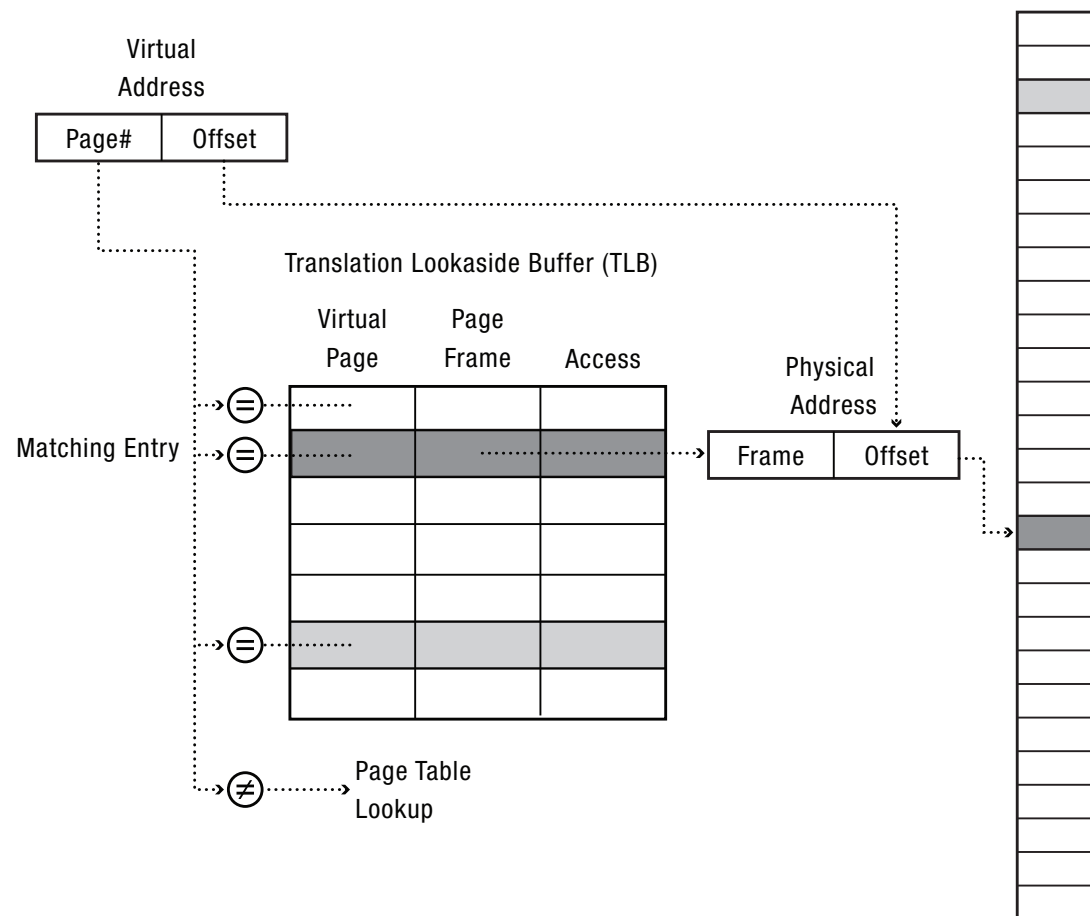 Virtual
Address
Page# Offset
Translation Lookaside Buffer (TLB)
Virtual
Page
Page
Frame
Access
Physical
Address
=
Matching Entry
=
Frame Offset
=
≠
Page Table
Lookup